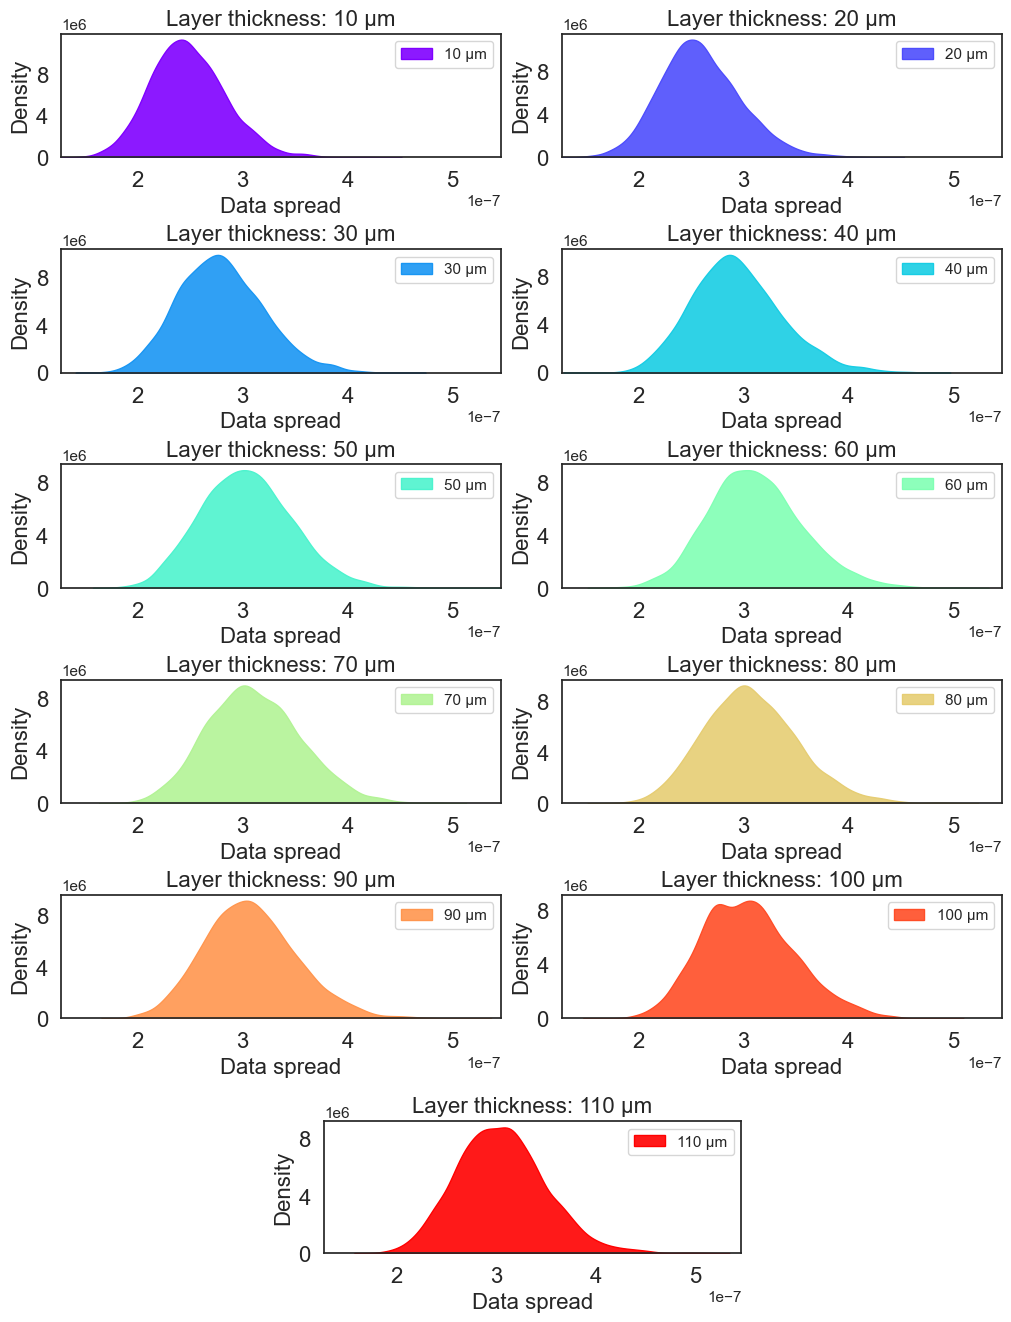 Layer thickness: 10 μm
1e6
Density
8
4
0
10 μm
2 3 4 5
1e−7
Data spread
Layer thickness: 20 μm
1e6
Density
8
4
0
20 μm
2 3 4 5
1e−7
Data spread
Layer thickness: 30 μm
1e6
Density
8
4
0
30 μm
2 3 4 5
1e−7
Data spread
Layer thickness: 40 μm
1e6
Density
8
4
0
40 μm
2 3 4 5
1e−7
Data spread
Layer thickness: 50 μm
1e6
Density
8
4
0
50 μm
2 3 4 5
1e−7
Data spread
Layer thickness: 60 μm
1e6
Density
8
4
0
60 μm
2 3 4 5
1e−7
Data spread
Layer thickness: 70 μm
1e6
Density
8
4
0
70 μm
2 3 4 5
1e−7
Data spread
Layer thickness: 80 μm
1e6
Density
8
4
0
80 μm
2 3 4 5
1e−7
Data spread
Layer thickness: 90 μm
1e6
Density
8
4
0
90 μm
2 3 4 5
1e−7
Data spread
Layer thickness: 100 μm
1e6
Density
8
4
0
100 μm
2 3 4 5
1e−7
Data spread
Layer thickness: 110 μm
1e6
Density
8
4
0
110 μm
2 3 4 5
1e−7
Data spread